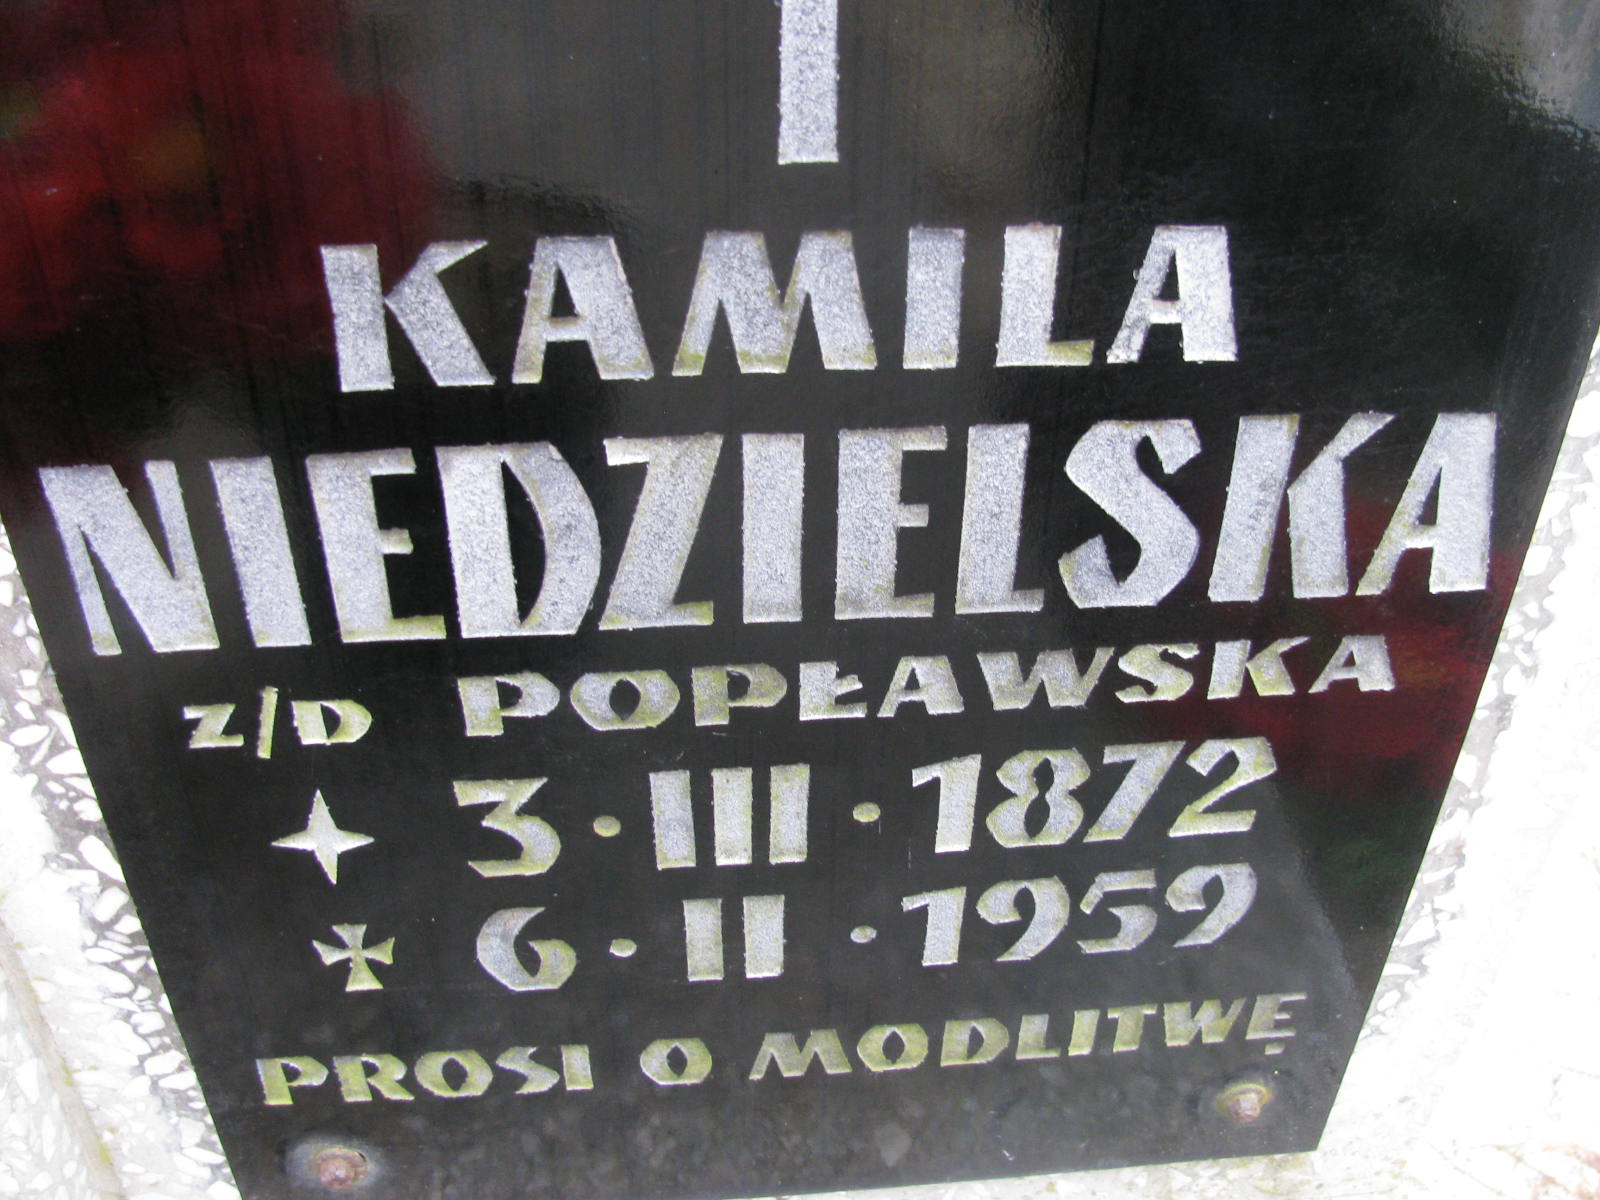 KAMILA
NIEDZIELSKA
Z/D POPŁAWSKA
3·III·1872
6·II·1959
PROSI O MODLITWĘ